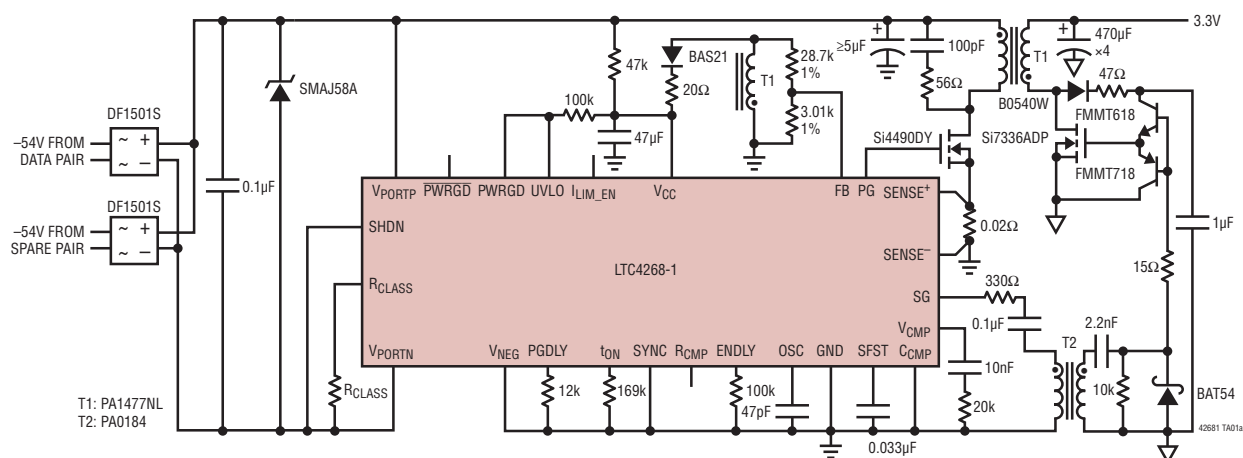 3.3V
+
≥5µF
100pF
56Ω
T1
+
470µF
×4
47Ω
B0540W
FMMT618
Si7336ADP
FMMT718
Si4490DY
BAS21
20Ω
T1
28.7k
1%
3.01k
1%
47k
100k
47µF
SMAJ58A
DF1501S
–54V FROM
DATA PAIR
~ +
~ –
DF1501S
–54V FROM
SPARE PAIR
~ +
~ –
0.1µF
VPORTP
PWRGD
PWRGD
UVLO
ILIM_EN
VCC
FB
PG
SENSE+
0.02Ω
1µF
SHDN
SENSE–
LTC4268-1
15Ω
RCLASS
SG
330Ω
0.1µF
T2
2.2nF
VCMP
VPORTN
VNEG
PGDLY
tON
SYNC
RCMP
ENDLY
OSC
GND
SFST
CCMP
10nF
RCLASS
12k
169k
100k
47pF
20k
10k
BAT54
T1: PA1477NL
T2: PA0184
0.033µF
42681 TA01a